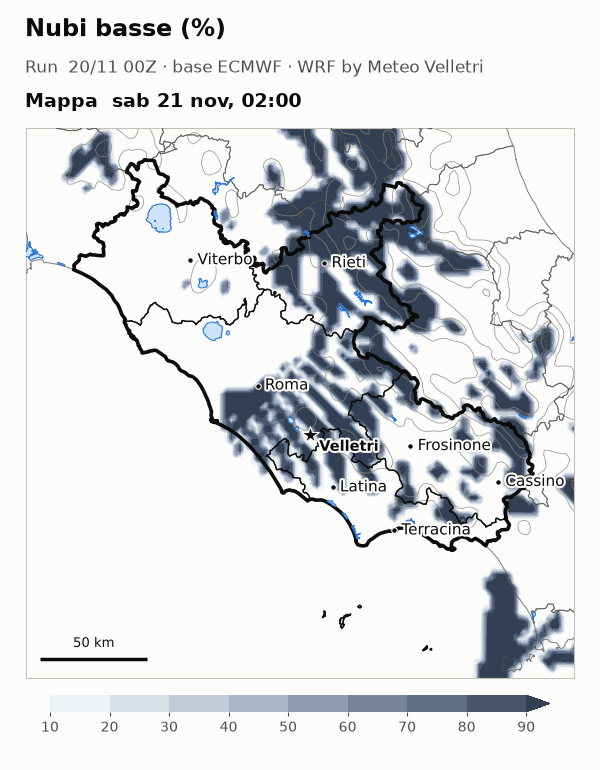 Nubi basse (%)
Run  20/11 00Z · base ECMWF · WRF by Meteo Velletri
Mappa  sab 21 nov, 02:00
Viterbo
Rieti
Roma
Velletri
Frosinone
Latina
Cassino
Terracina
50 km
10 20 30 40 50 60 70 80 90